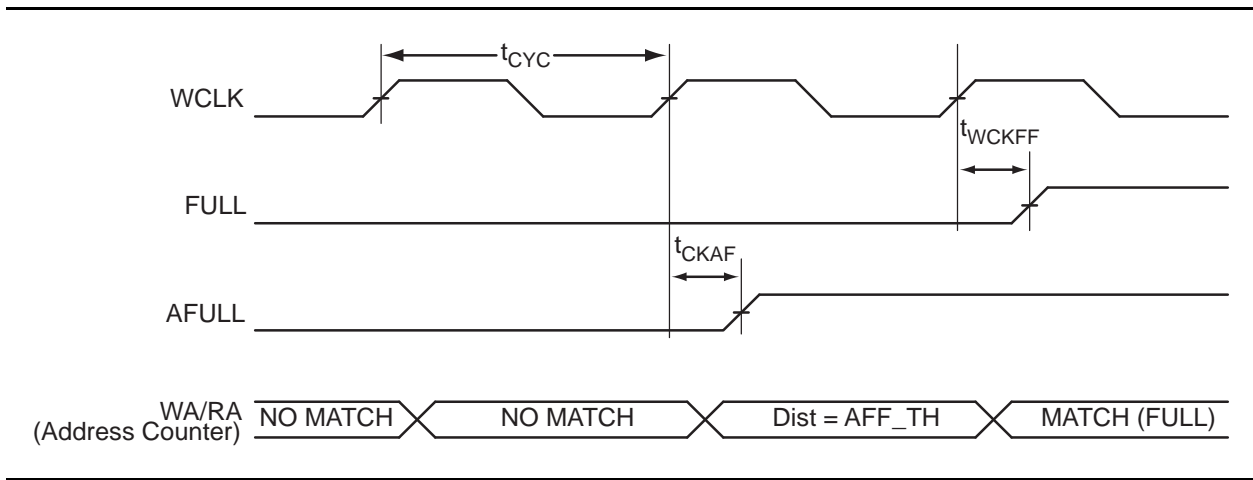 tCYC
WCLK
tWCKFF
FULL
tCKAF
AFULL
WA/RA
(Address Counter)
NO MATCH
NO MATCH
Dist = AFF_TH
MATCH (FULL)